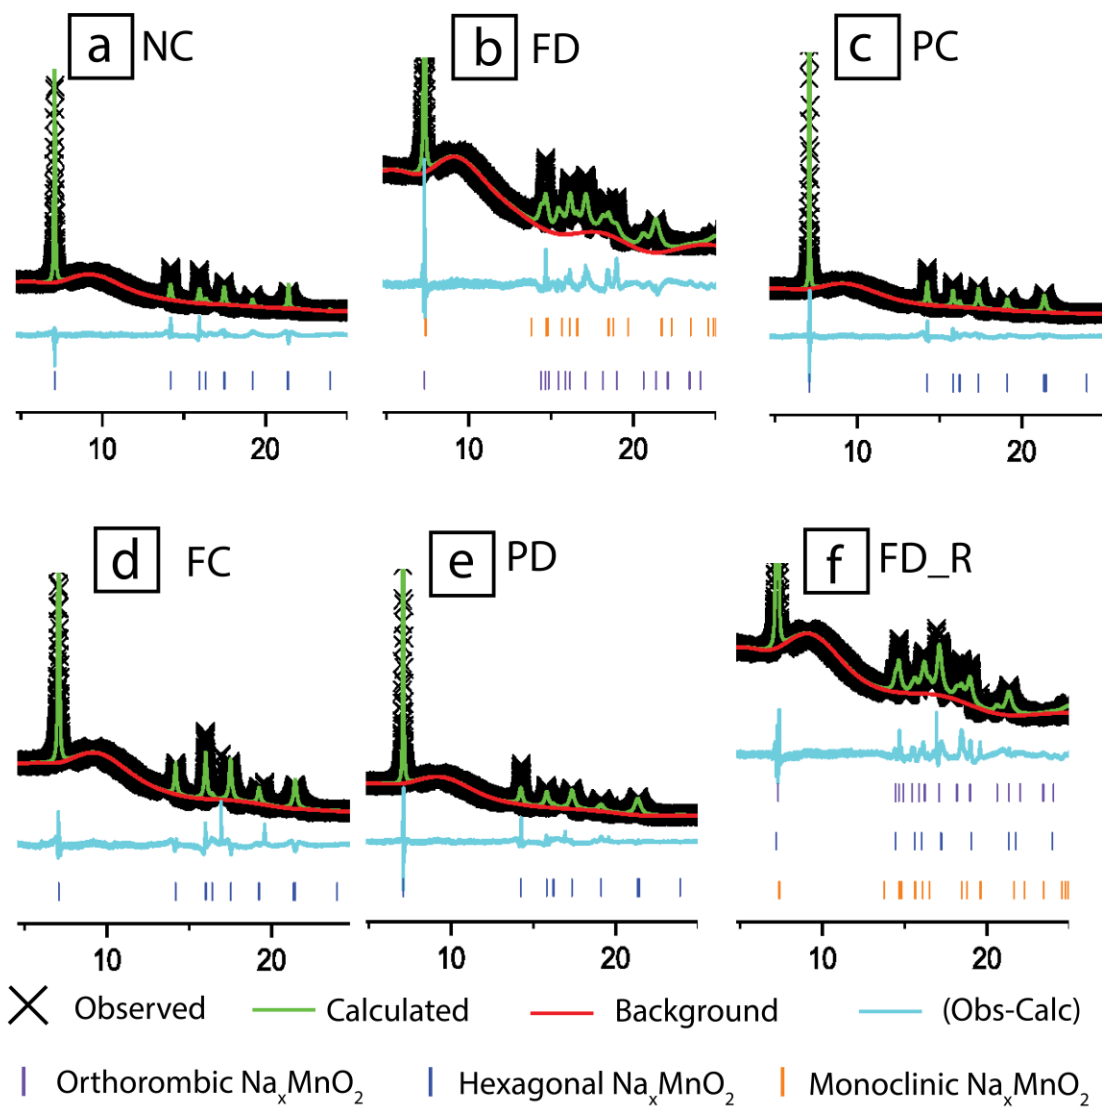 a NC
b FD
c PC
10 20
10 20
10 20
d FC
e PD
f FD_R
10 20
10 20
10 20
Observed Calculated Background (Obs-Calc)
Orthorombic NaₓMnO₂ Hexagonal NaₓMnO₂ Monoclinic NaₓMnO₂